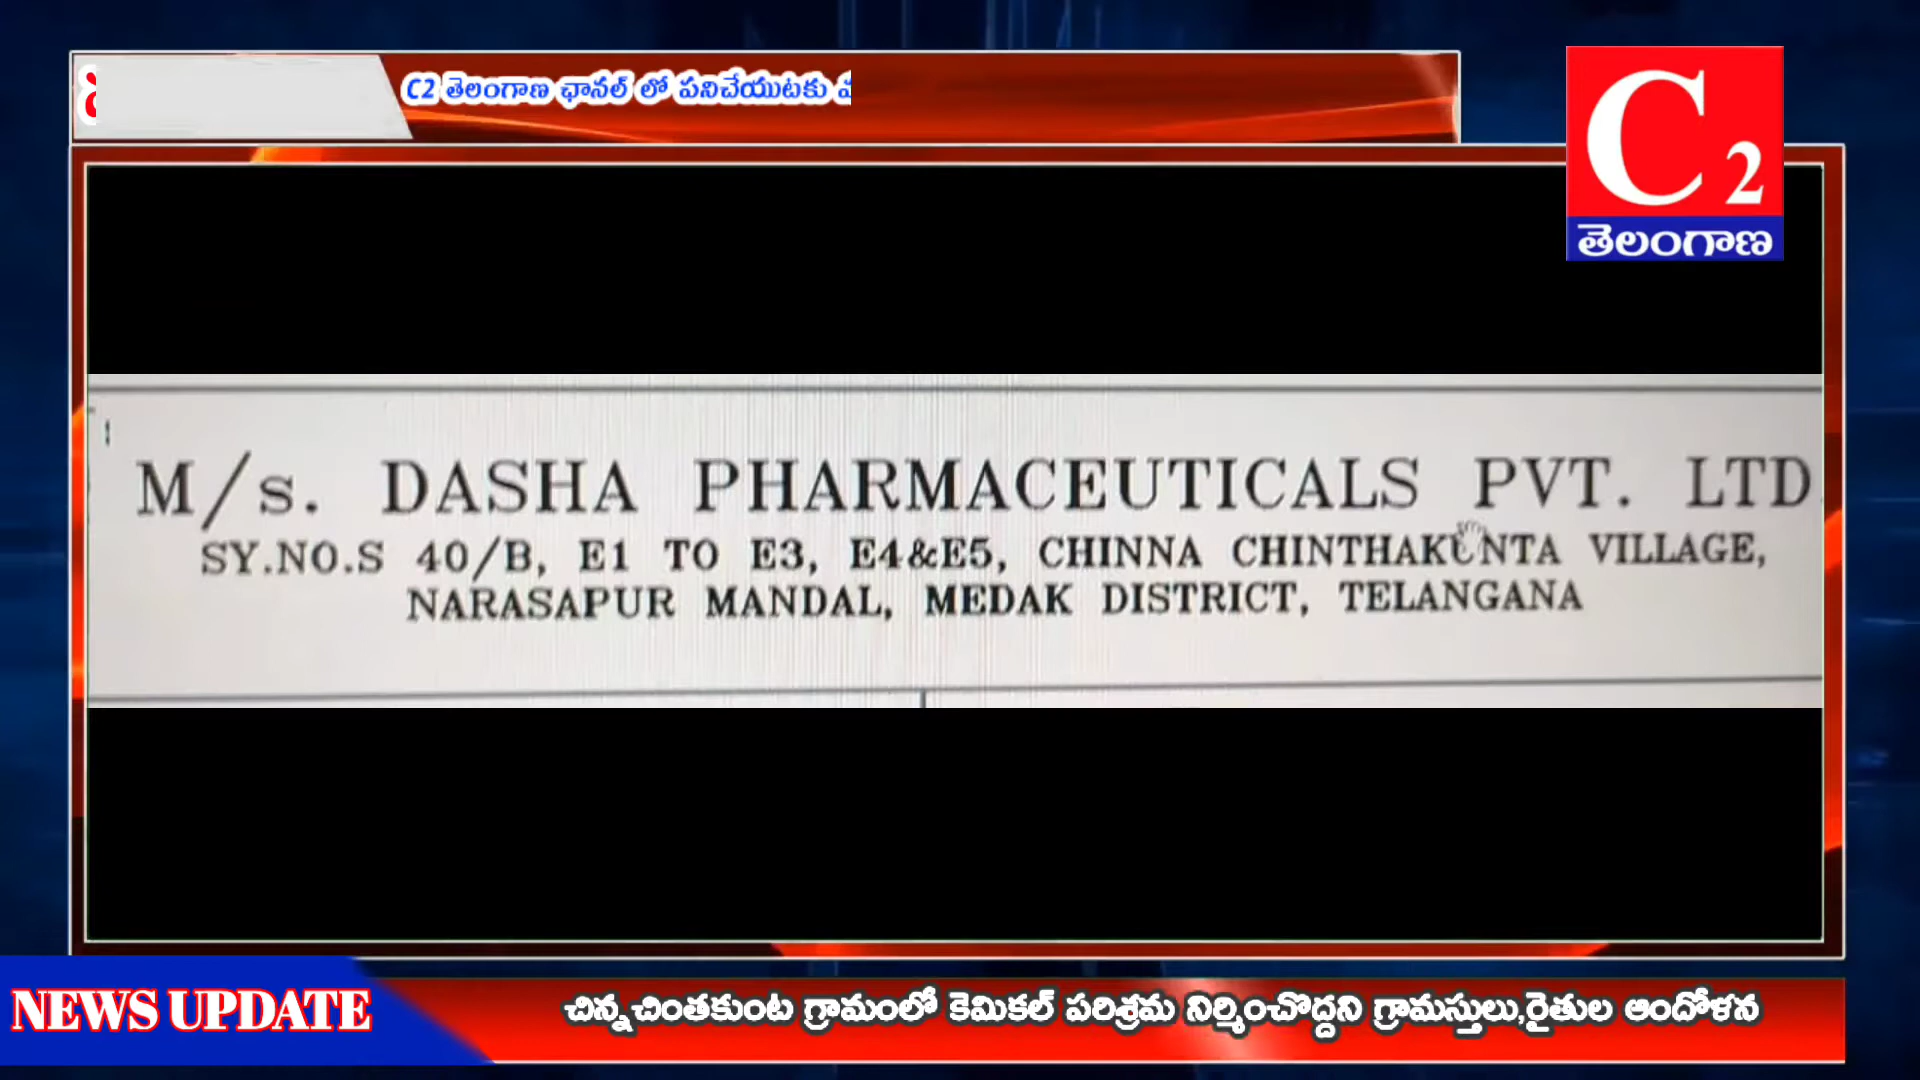 C2 తెలంగాణ ఛానల్ లో పనిచేయుటకు
C2
తెలంగాణ
M/s. DASHA PHARMACEUTICALS PVT. LTD
SY.NO.S 40/B, E1 TO E3, E4&E5, CHINNA CHINTHAKUNTA VILLAGE,
NARASAPUR MANDAL, MEDAK DISTRICT, TELANGANA
NEWS UPDATE
చిన్నచింతకుంట గ్రామంలో కెమికల్ పరిశ్రమ నిర్మించొద్దని గ్రామస్తులు,రైతుల ఆందోళన